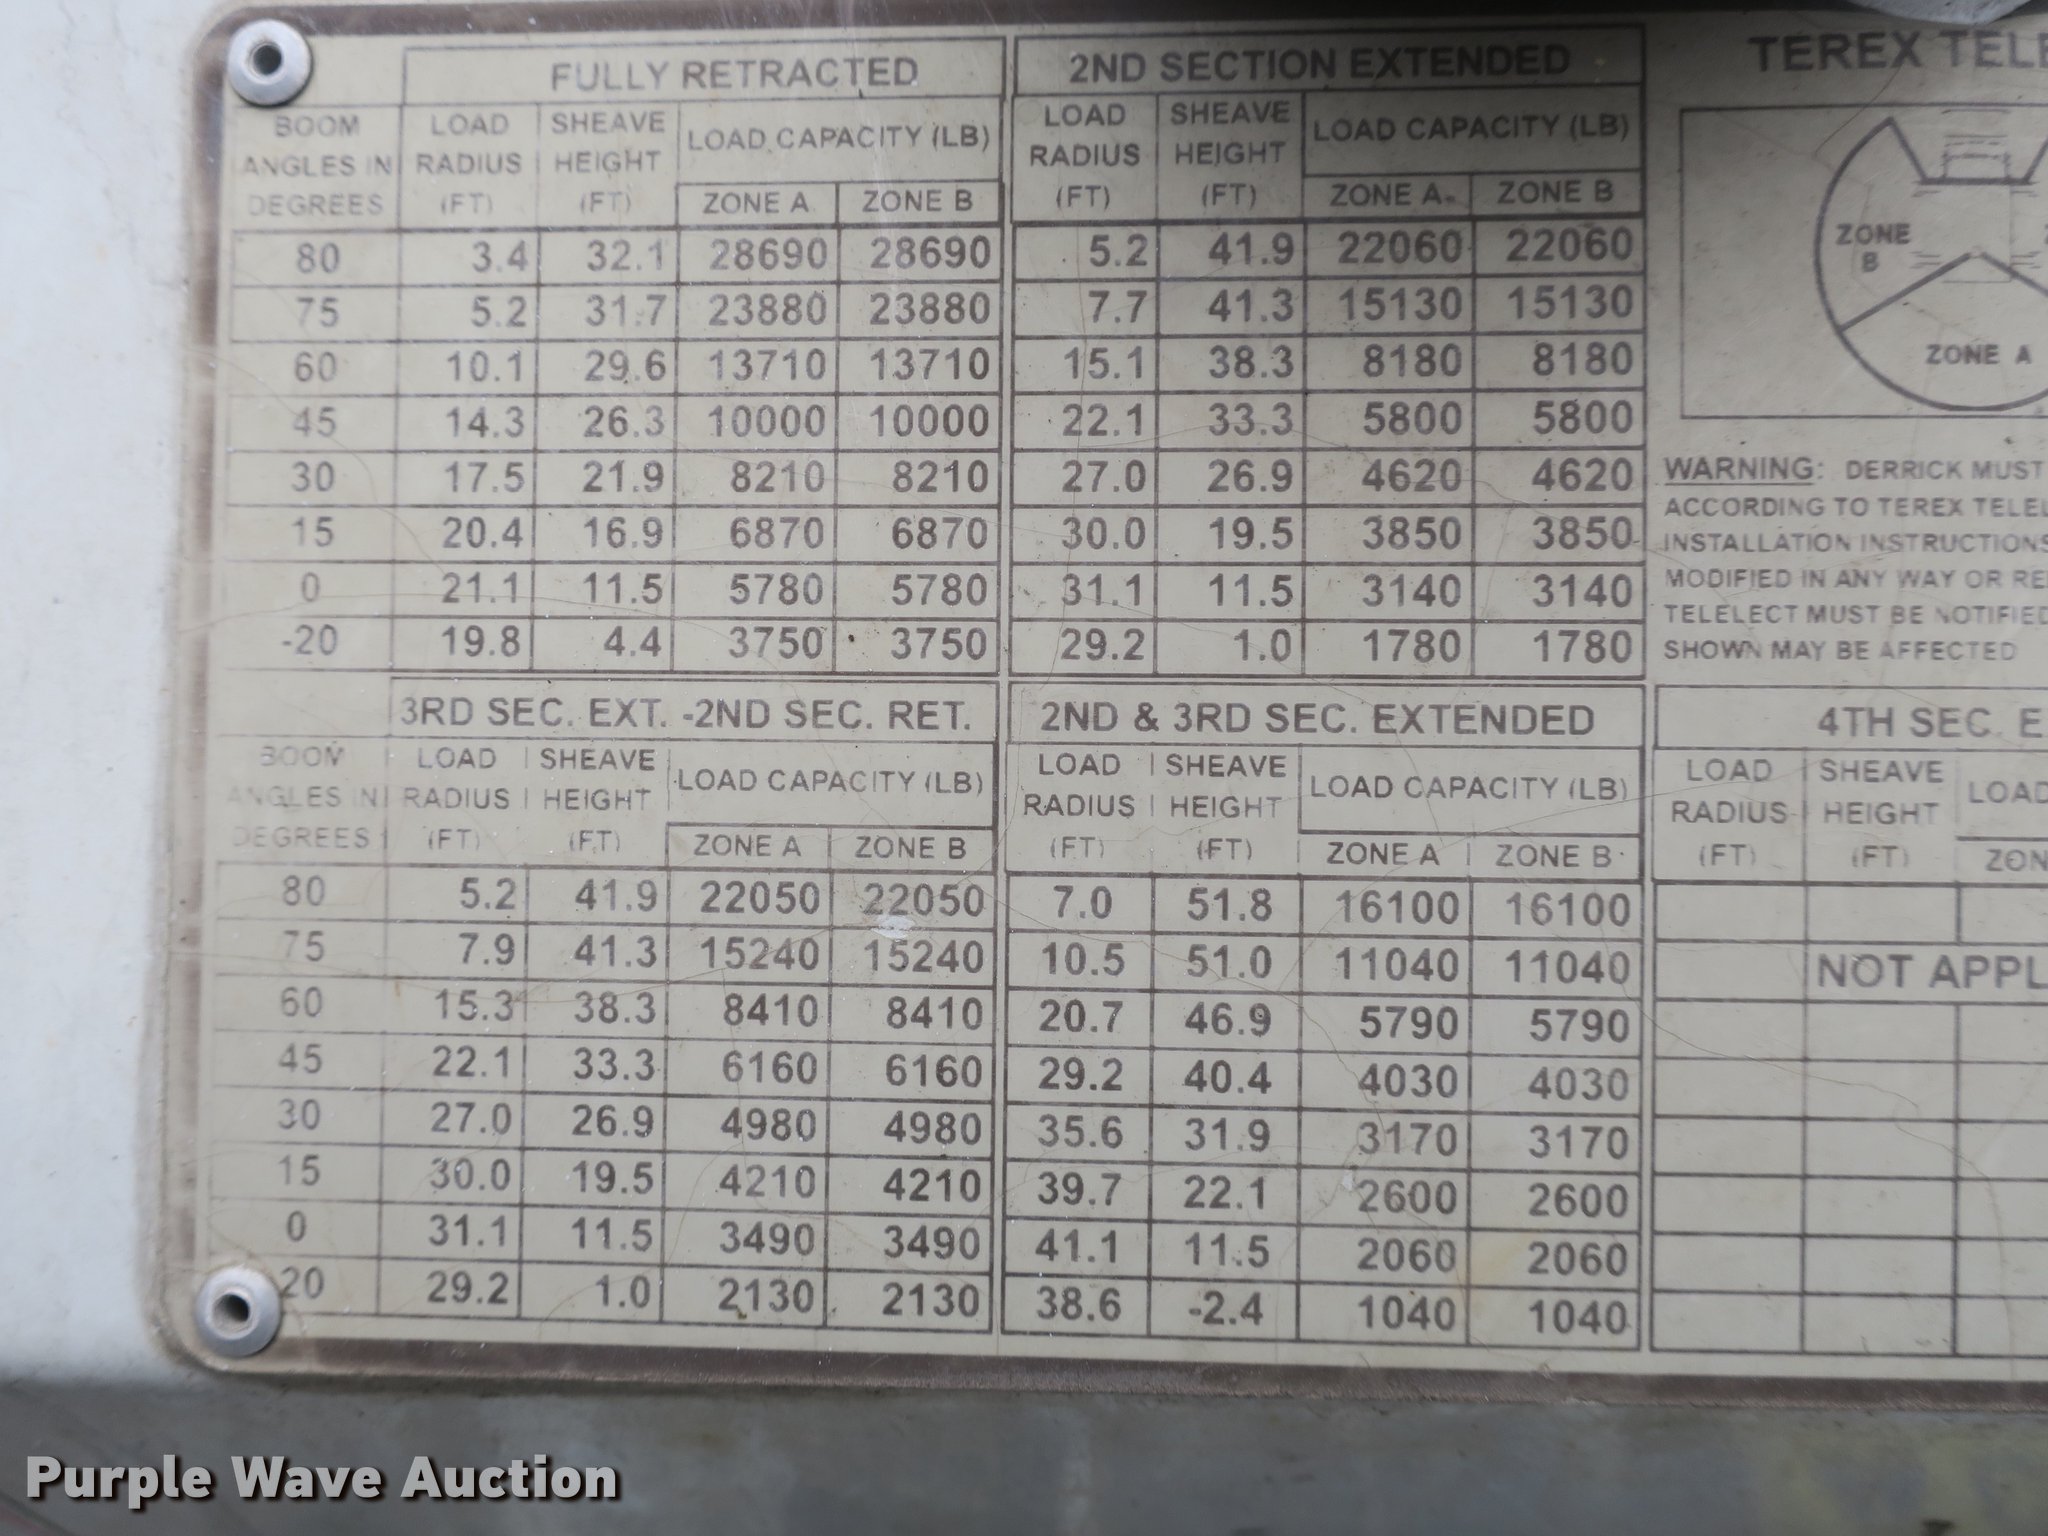 FULLY RETRACTED
2ND SECTION EXTENDED
TEREX TELE
BOOM ANGLES IN DEGREES | LOAD RADIUS (FT) | SHEAVE HEIGHT (FT) | LOAD CAPACITY (LB) ZONE A | ZONE B | LOAD RADIUS (FT) | SHEAVE HEIGHT (FT) | LOAD CAPACITY (LB) ZONE A | ZONE B
80 3.4 32.1 28690 28690 5.2 41.9 22060 22060
75 5.2 31.7 23880 23880 7.7 41.3 15130 15130
60 10.1 29.6 13710 13710 15.1 38.3 8180 8180
45 14.3 26.3 10000 10000 22.1 33.3 5800 5800
30 17.5 21.9 8210 8210 27.0 26.9 4620 4620
15 20.4 16.9 6870 6870 30.0 19.5 3850 3850
0 21.1 11.5 5780 5780 31.1 11.5 3140 3140
-20 19.8 4.4 3750 3750 29.2 1.0 1780 1780
ZONE B
ZONE A
WARNING: DERRICK MUST
ACCORDING TO TEREX TELEL
INSTALLATION INSTRUCTIONS
MODIFIED IN ANY WAY OR RE
TELELECT MUST BE NOTIFIED
SHOWN MAY BE AFFECTED
3RD SEC. EXT. -2ND SEC. RET.
2ND & 3RD SEC. EXTENDED
4TH SEC. E
BOOM ANGLES IN DEGREES | LOAD RADIUS (FT) | SHEAVE HEIGHT (FT) | LOAD CAPACITY (LB) ZONE A | ZONE B | LOAD RADIUS (FT) | SHEAVE HEIGHT (FT) | LOAD CAPACITY (LB) ZONE A | ZONE B | LOAD RADIUS (FT) | SHEAVE HEIGHT (FT) | LOAD ZON
80 5.2 41.9 22050 22050 7.0 51.8 16100 16100
75 7.9 41.3 15240 15240 10.5 51.0 11040 11040
NOT APPL
60 15.3 38.3 8410 8410 20.7 46.9 5790 5790
45 22.1 33.3 6160 6160 29.2 40.4 4030 4030
30 27.0 26.9 4980 4980 35.6 31.9 3170 3170
15 30.0 19.5 4210 4210 39.7 22.1 2600 2600
0 31.1 11.5 3490 3490 41.1 11.5 2060 2060
20 29.2 1.0 2130 2130 38.6 -2.4 1040 1040
Purple Wave Auction